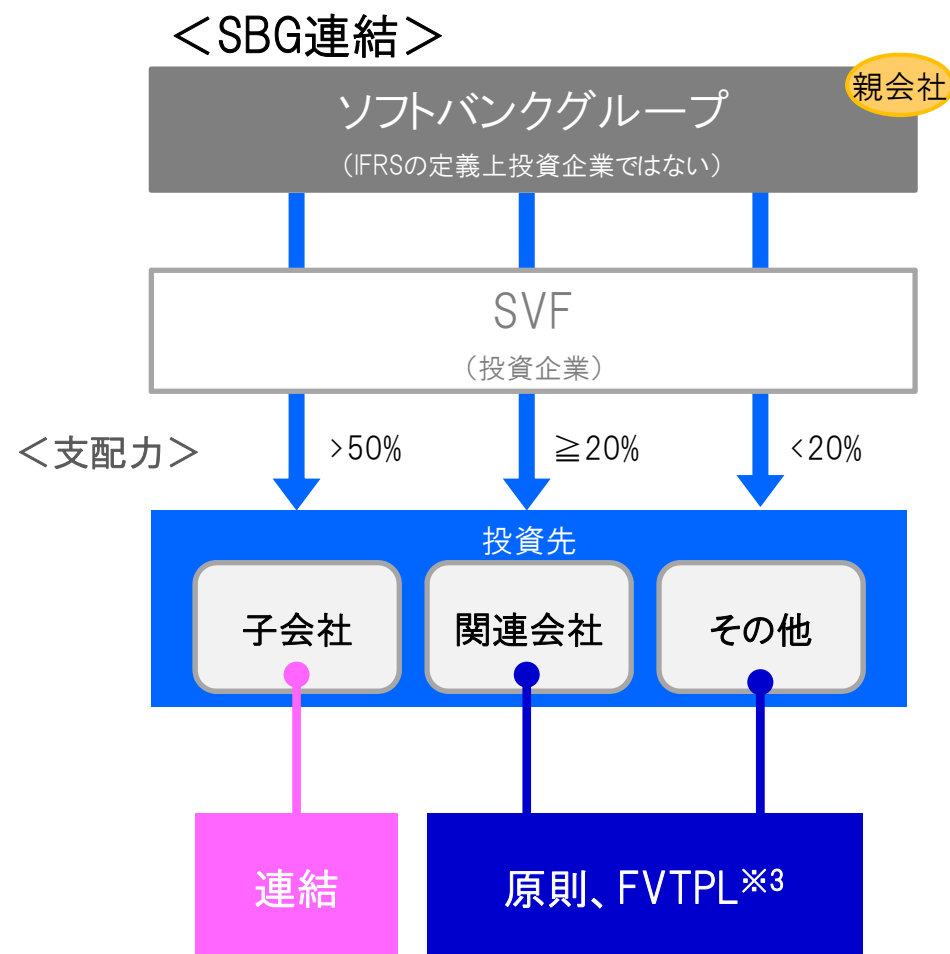 ＜SBG連結＞
親会社
ソフトバンクグループ
（IFRSの定義上投資企業ではない）
SVF
（投資企業）
＜支配力＞
>50%
≧20%
<20%
投資先
子会社
関連会社
その他
連結
原則、FVTPL※3